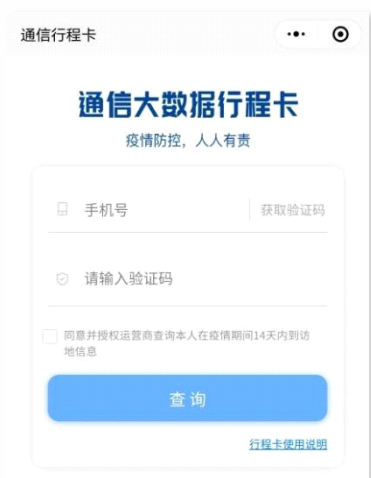 通信行程卡
通信大数据行程卡
疫情防控，人人有责
手机号 获取验证码
请输入验证码
同意并授权运营商查询本人在疫情期间14天内到访
地信息
查询
行程卡使用说明